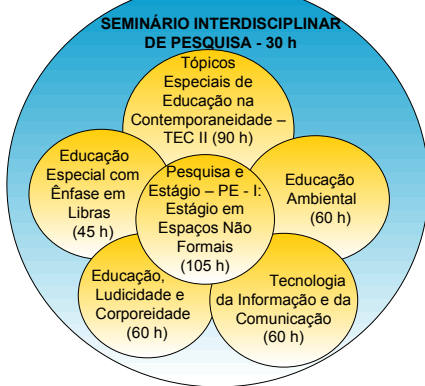 SEMINÁRIO INTERDISCIPLINAR
DE PESQUISA - 30 h
Tópicos
Especiais de
Educação na
Contemporaneidade –
TEC II (90 h)
Educação
Especial com
Ênfase em
Libras
(45 h)
Pesquisa e
Estágio – PE - I:
Estágio em
Espaços Não
Formais
(105 h)
Educação
Ambiental
(60 h)
Educação,
Ludicidade e
Corporeidade
(60 h)
Tecnologia
da Informação e da
Comunicação
(60 h)